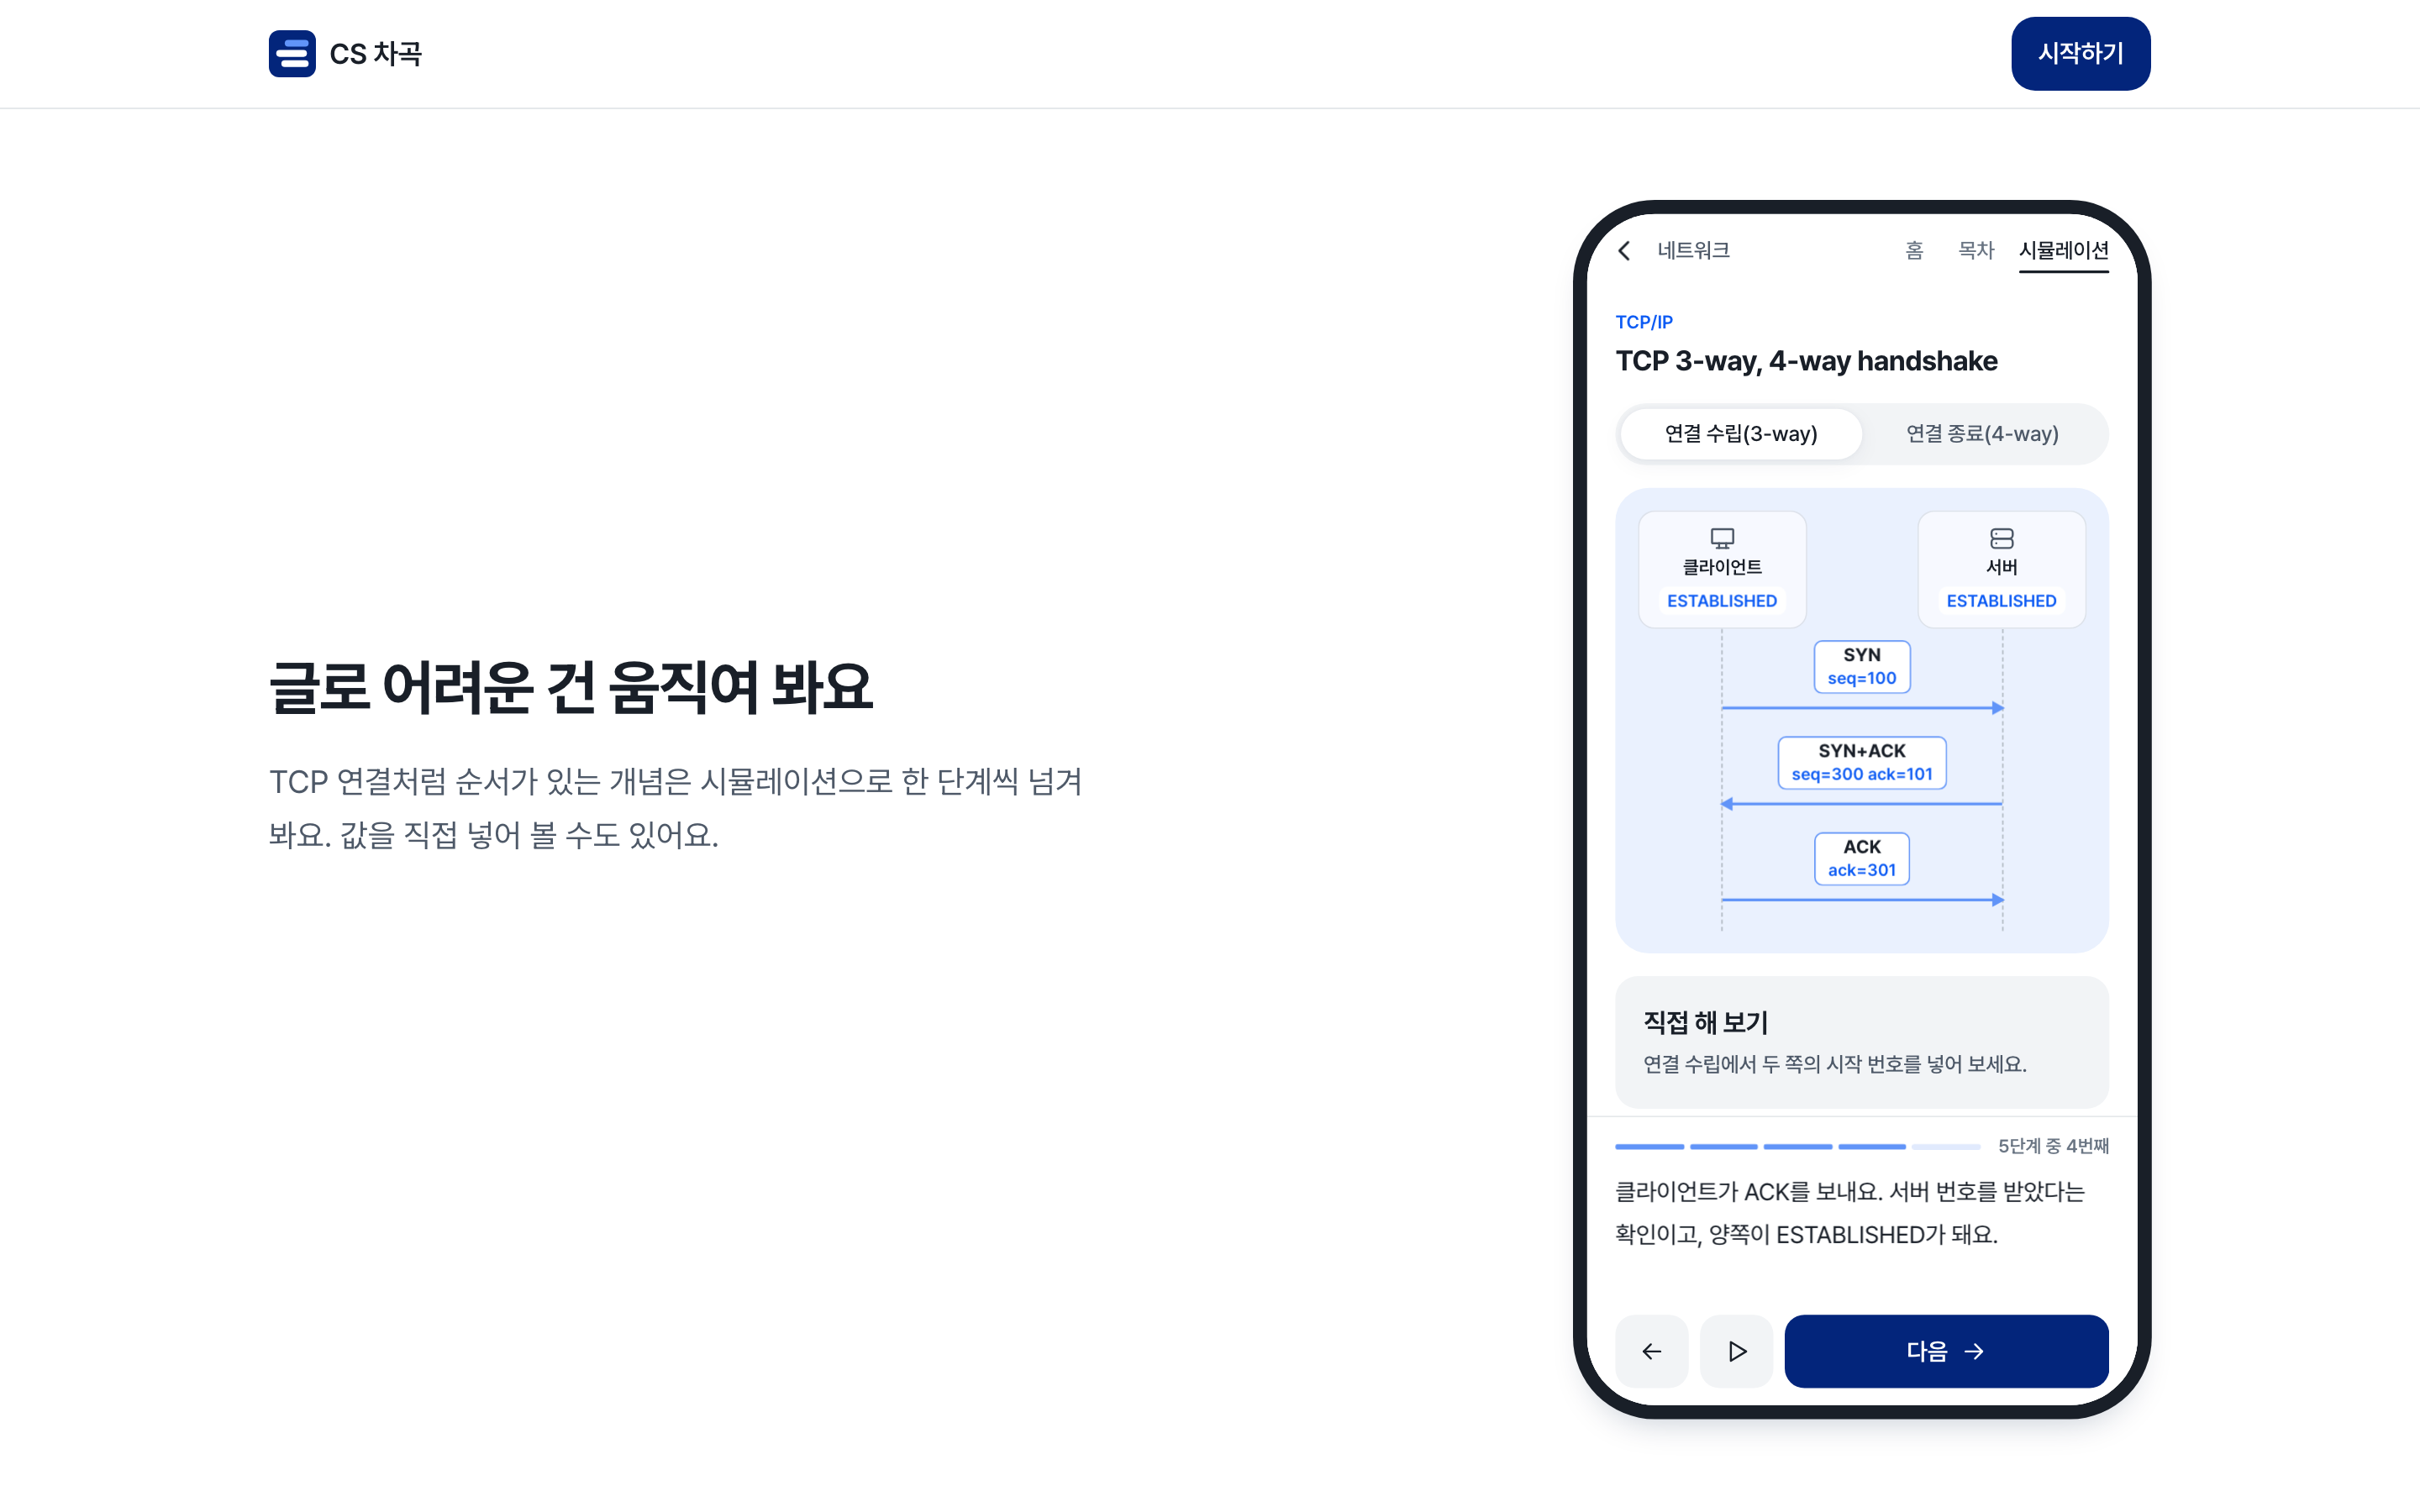 CS 차곡
시작하기
글로 어려운 건 움직여 봐요
TCP 연결처럼 순서가 있는 개념은 시뮬레이션으로 한 단계씩 넘겨
봐요. 값을 직접 넣어 볼 수도 있어요.
네트워크 홈 목차 시뮬레이션
TCP/IP
TCP 3-way, 4-way handshake
연결 수립(3-way) 연결 종료(4-way)
클라이언트 서버
ESTABLISHED ESTABLISHED
SYN
seq=100
SYN+ACK
seq=300 ack=101
ACK
ack=301
직접 해 보기
연결 수립에서 두 쪽의 시작 번호를 넣어 보세요.
5단계 중 4번째
클라이언트가 ACK를 보내요. 서버 번호를 받았다는
확인이고, 양쪽이 ESTABLISHED가 돼요.
다음